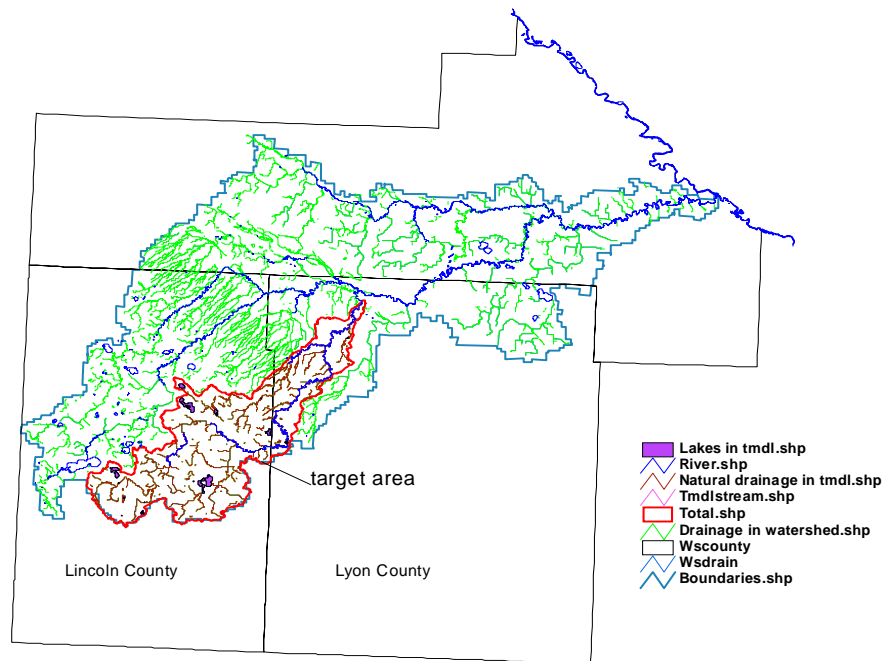 target area
Lincoln County
Lyon County
Lakes in tmdl.shp
River.shp
Natural drainage in tmdl.shp
Tmdlstream.shp
Total.shp
Drainage in watershed.shp
Wscounty
Wsdrain
Boundaries.shp